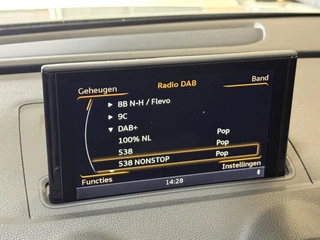 Geheugen Radio DAB Band
8B N-H / Flevo
9C
DAB+
100% NL Pop
538 Pop
538 NONSTOP Pop
Instellingen
Functies 14:28